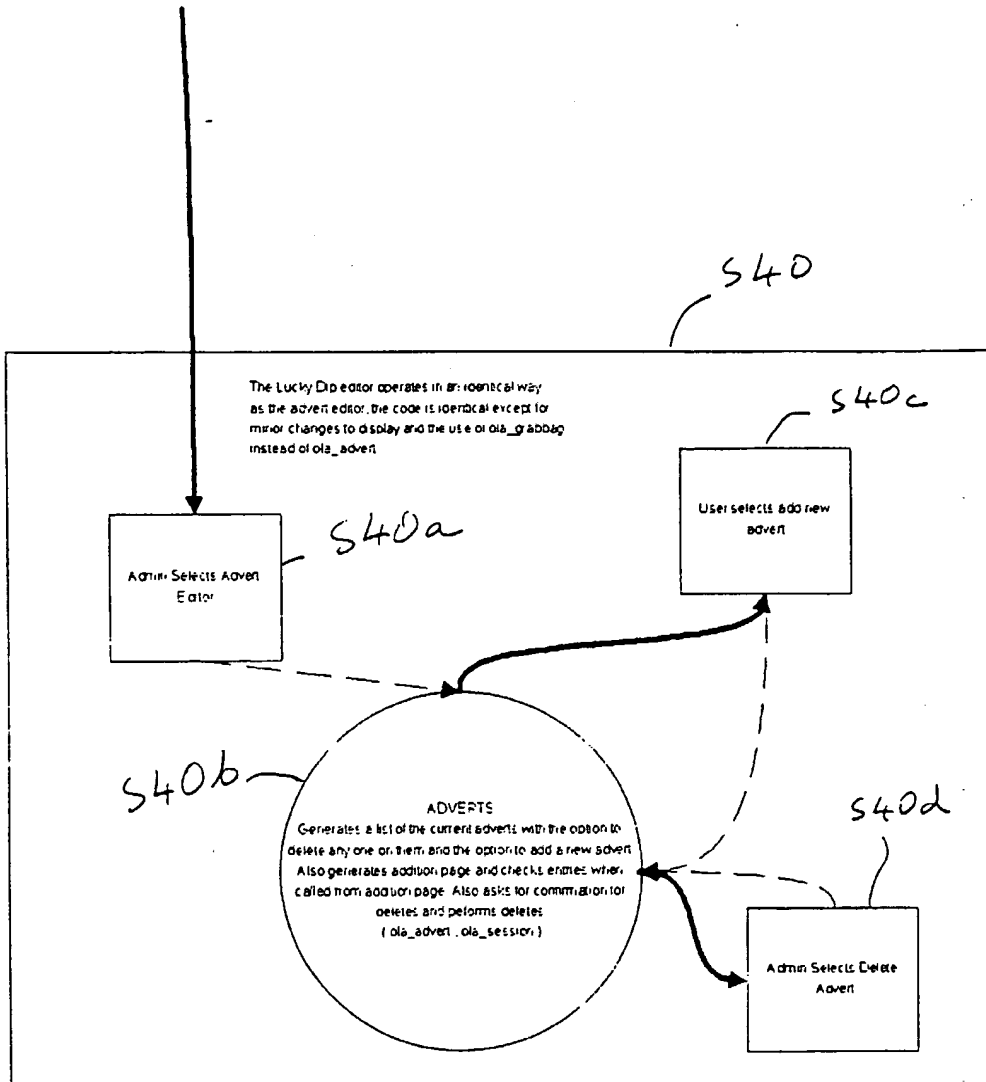 S40
The Lucky Dip editor operates in an identical way
as the advert editor, the code is identical except for
minor changes to display and the use of ola_grabbag
instead of ola_advert
S40c
User selects add new
advert
S40a
Admin Selects Advert
Editor
S40b
ADVERTS
Generates a list of the current adverts with the option to
delete any one on them and the option to add a new advert
Also generates addition page and checks entries when
called from addition page. Also asks for confirmation for
deletes and peforms deletes
( ola_advert , ola_session )
S40d
Admin Selects Delete
Advert